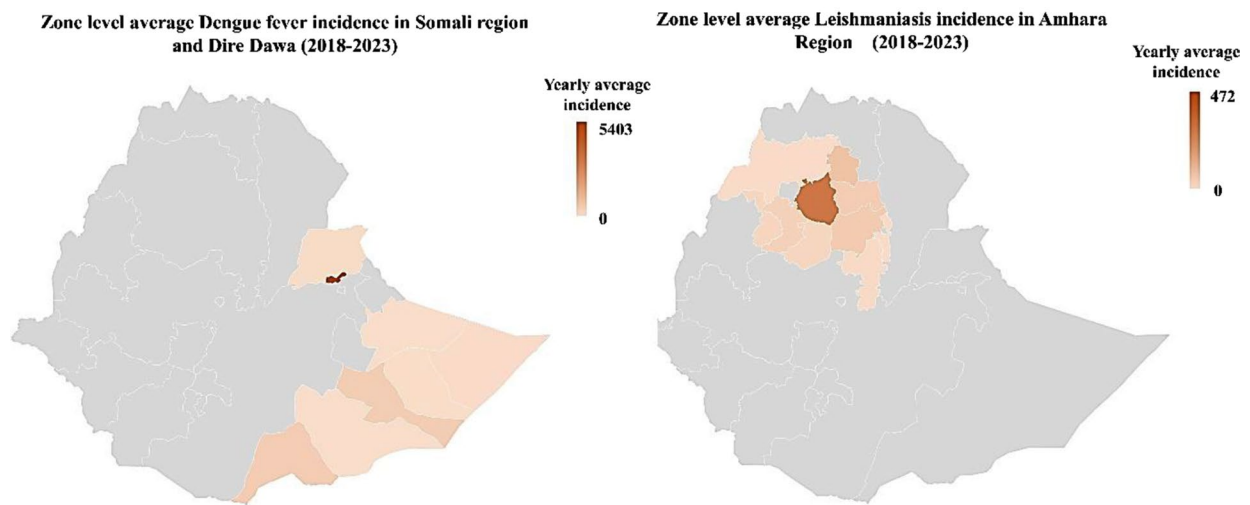 Zone level average Dengue fever incidence in Somali region
and Dire Dawa (2018-2023)
Yearly average
incidence
5403
0
Zone level average Leishmaniasis incidence in Amhara
Region (2018-2023)
Yearly average
incidence
472
0